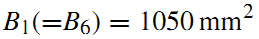 B₁(=B₆) = 1050 mm²